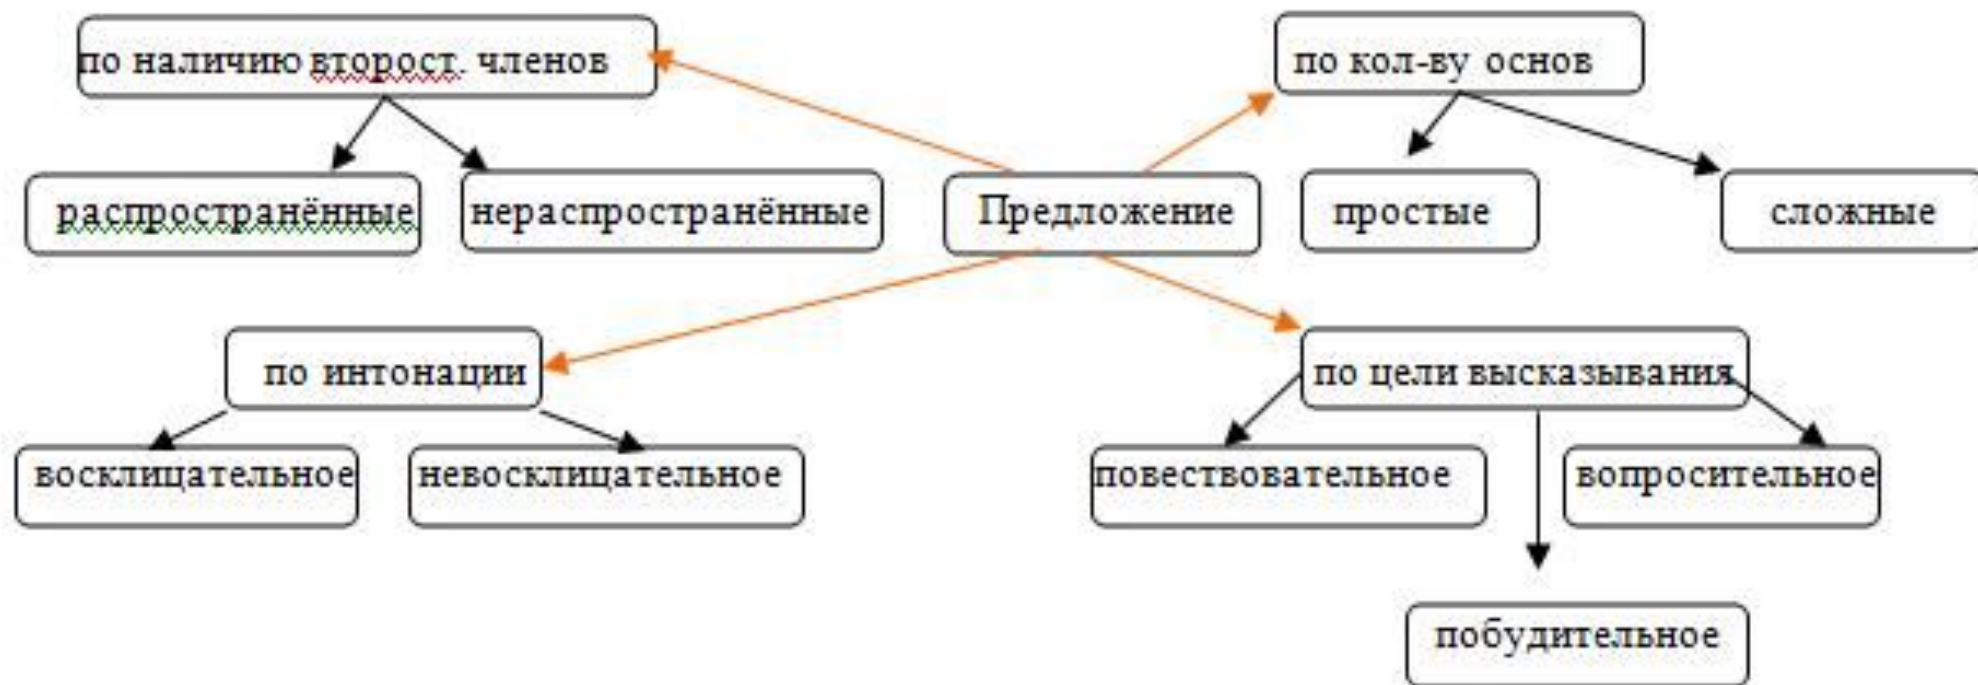 по наличию второст. членов
по кол-ву основ
распространённые
нераспространённые
Предложение
простые
сложные
по интонации
по цели высказывания
восклицательное
невосклицательное
повествовательное
вопросительное
побудительное